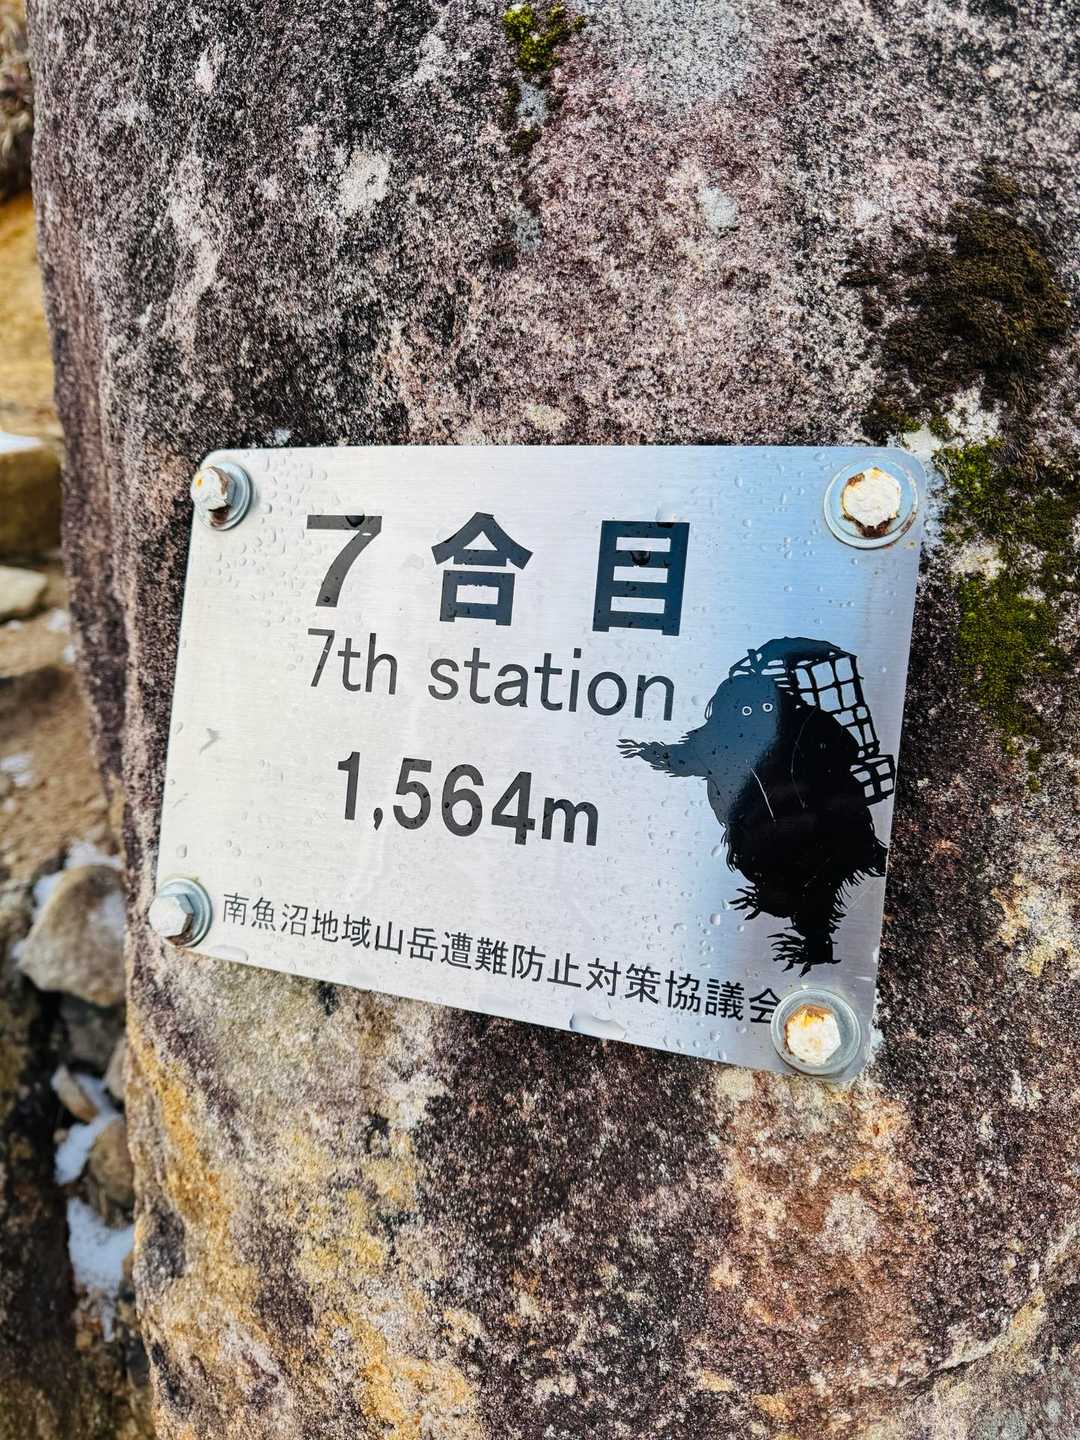 ７合目
7th station
1,564m
南魚沼地域山岳遭難防止対策協議会